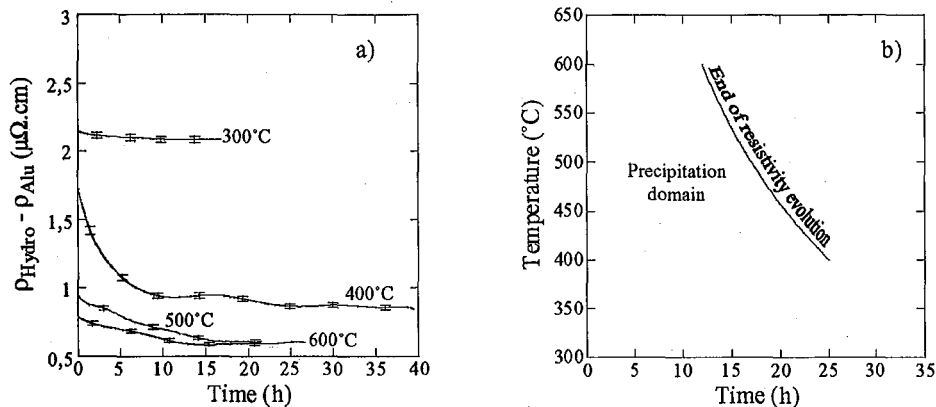 a)
3
2,5
2
1,5
1
0,5
ρHydro - ρAlu (μΩ.cm)
300°C
400°C
500°C
600°C
0 5 10 15 20 25 30 35 40
Time (h)
b)
650
600
550
500
450
400
350
300
Temperature (°C)
Precipitation
domain
End of resistivity evolution
0 5 10 15 20 25 30 35
Time (h)